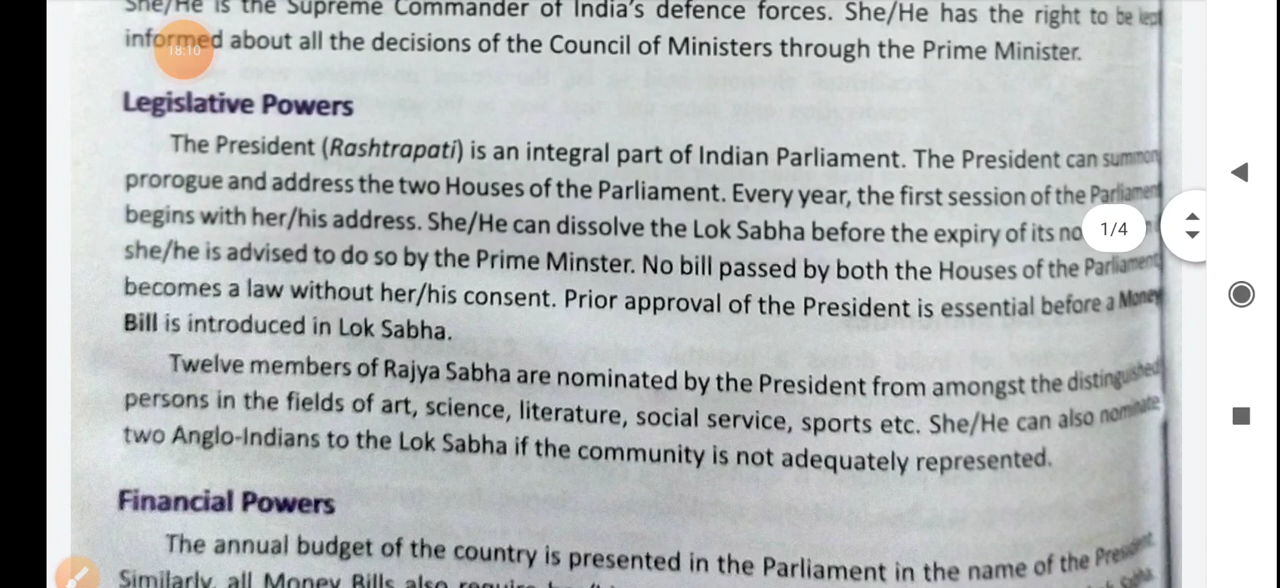 She/He is the Supreme Commander of India's defence forces. She/He has the right to be kept
informed about all the decisions of the Council of Ministers through the Prime Minister.
18:10
Legislative Powers
The President (Rashtrapati) is an integral part of Indian Parliament. The President can summon
prorogue and address the two Houses of the Parliament. Every year, the first session of the Parliament
begins with her/his address. She/He can dissolve the Lok Sabha before the expiry of its no
1/4
she/he is advised to do so by the Prime Minster. No bill passed by both the Houses of the Parliament
becomes a law without her/his consent. Prior approval of the President is essential before a Money
Bill is introduced in Lok Sabha.
Twelve members of Rajya Sabha are nominated by the President from amongst the distinguished
persons in the fields of art, science, literature, social service, sports etc. She/He can also nominate
two Anglo-Indians to the Lok Sabha if the community is not adequately represented.
Financial Powers
The annual budget of the country is presented in the Parliament in the name of the President.
Similarly, all Money Bills also require